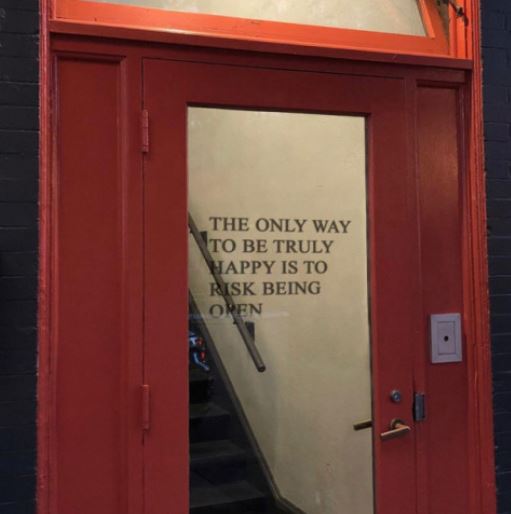 THE ONLY WAY
TO BE TRULY
HAPPY IS TO
RISK BEING
OPEN